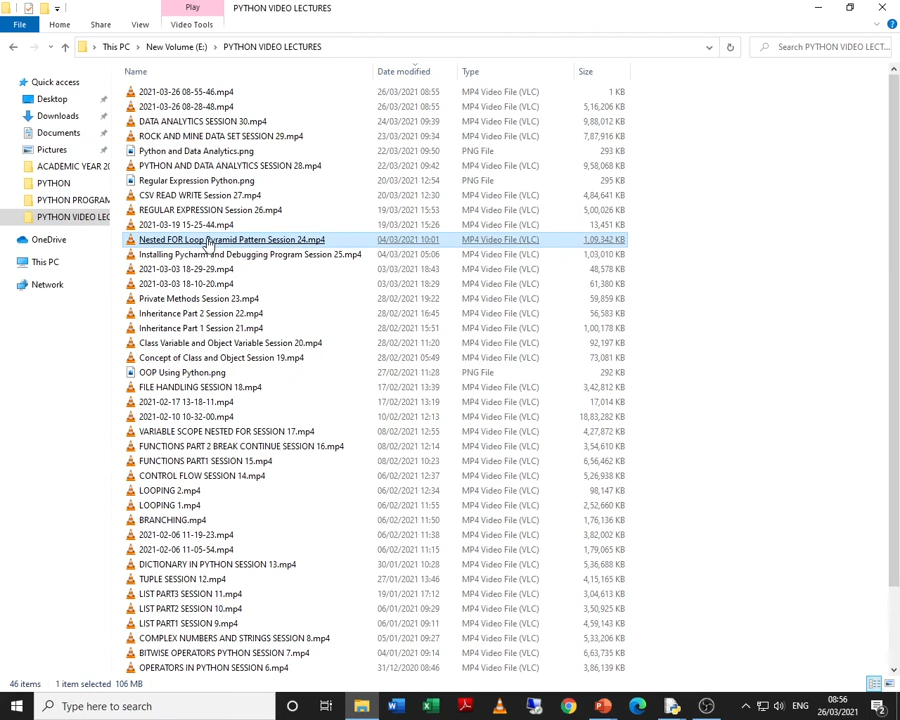 Play
PYTHON VIDEO LECTURES
File Home Share View Video Tools
This PC New Volume (E:) PYTHON VIDEO LECTURES
Search PYTHON VIDEO LECT...
Name Date modified Type Size
Quick access
Desktop
Downloads
Documents
Pictures
ACADEMIC YEAR 20
PYTHON
PYTHON PROGRAM
PYTHON VIDEO LEC
OneDrive
This PC
Network
2021-03-26 08-55-46.mp4 26/03/2021 08:55 MP4 Video File (VLC) 1 KB
2021-03-26 08-28-48.mp4 26/03/2021 08:55 MP4 Video File (VLC) 5,16,206 KB
DATA ANALYTICS SESSION 30.mp4 24/03/2021 09:39 MP4 Video File (VLC) 9,88,012 KB
ROCK AND MINE DATA SET SESSION 29.mp4 23/03/2021 09:34 MP4 Video File (VLC) 7,87,916 KB
Python and Data Analytics.png 22/03/2021 09:50 PNG File 293 KB
PYTHON AND DATA ANALYTICS SESSION 28.mp4 22/03/2021 09:42 MP4 Video File (VLC) 9,58,068 KB
Regular Expression Python.png 20/03/2021 12:54 PNG File 295 KB
CSV READ WRITE Session 27.mp4 20/03/2021 12:30 MP4 Video File (VLC) 4,84,641 KB
REGULAR EXPRESSION Session 26.mp4 19/03/2021 15:53 MP4 Video File (VLC) 5,00,026 KB
2021-03-19 15-25-44.mp4 19/03/2021 15:26 MP4 Video File (VLC) 13,451 KB
Nested FOR Loop Pyramid Pattern Session 24.mp4 04/03/2021 10:01 MP4 Video File (VLC) 1,09,342 KB
Installing Pycharm and Debugging Program Session 25.mp4 04/03/2021 05:06 MP4 Video File (VLC) 1,03,010 KB
2021-03-03 18-29-29.mp4 03/03/2021 18:43 MP4 Video File (VLC) 48,578 KB
2021-03-03 18-10-20.mp4 03/03/2021 18:29 MP4 Video File (VLC) 61,380 KB
Private Methods Session 23.mp4 28/02/2021 19:22 MP4 Video File (VLC) 59,859 KB
Inheritance Part 2 Session 22.mp4 28/02/2021 16:45 MP4 Video File (VLC) 56,583 KB
Inheritance Part 1 Session 21.mp4 28/02/2021 15:51 MP4 Video File (VLC) 1,00,178 KB
Class Variable and Object Variable Session 20.mp4 28/02/2021 11:20 MP4 Video File (VLC) 92,197 KB
Concept of Class and Object Session 19.mp4 28/02/2021 05:49 MP4 Video File (VLC) 73,081 KB
OOP Using Python.png 27/02/2021 11:28 PNG File 292 KB
FILE HANDLING SESSION 18.mp4 17/02/2021 13:39 MP4 Video File (VLC) 3,42,812 KB
2021-02-17 13-18-11.mp4 17/02/2021 13:19 MP4 Video File (VLC) 17,014 KB
2021-02-10 10-32-00.mp4 10/02/2021 12:13 MP4 Video File (VLC) 18,83,282 KB
VARIABLE SCOPE NESTED FOR SESSION 17.mp4 08/02/2021 12:55 MP4 Video File (VLC) 4,27,872 KB
FUNCTIONS PART 2 BREAK CONTINUE SESSION 16.mp4 08/02/2021 12:14 MP4 Video File (VLC) 3,54,610 KB
FUNCTIONS PART1 SESSION 15.mp4 08/02/2021 10:23 MP4 Video File (VLC) 6,56,462 KB
CONTROL FLOW SESSION 14.mp4 06/02/2021 12:37 MP4 Video File (VLC) 5,26,938 KB
LOOPING 2.mp4 06/02/2021 12:34 MP4 Video File (VLC) 98,147 KB
LOOPING 1.mp4 06/02/2021 11:55 MP4 Video File (VLC) 2,52,660 KB
BRANCHING.mp4 06/02/2021 11:50 MP4 Video File (VLC) 1,76,136 KB
2021-02-06 11-19-23.mp4 06/02/2021 11:38 MP4 Video File (VLC) 3,82,002 KB
2021-02-06 11-05-54.mp4 06/02/2021 11:15 MP4 Video File (VLC) 1,79,065 KB
DICTIONARY IN PYTHON SESSION 13.mp4 30/01/2021 10:28 MP4 Video File (VLC) 5,36,688 KB
TUPLE SESSION 12.mp4 27/01/2021 13:46 MP4 Video File (VLC) 4,15,165 KB
LIST PART3 SESSION 11.mp4 19/01/2021 17:12 MP4 Video File (VLC) 3,04,613 KB
LIST PART2 SESSION 10.mp4 06/01/2021 09:29 MP4 Video File (VLC) 3,50,925 KB
LIST PART1 SESSION 9.mp4 06/01/2021 09:11 MP4 Video File (VLC) 4,59,143 KB
COMPLEX NUMBERS AND STRINGS SESSION 8.mp4 05/01/2021 09:27 MP4 Video File (VLC) 5,33,206 KB
BITWISE OPERATORS PYTHON SESSION 7.mp4 04/01/2021 09:14 MP4 Video File (VLC) 6,63,735 KB
OPERATORS IN PYTHON SESSION 6.mp4 31/12/2020 08:46 MP4 Video File (VLC) 3,86,139 KB
46 items 1 item selected 106 MB
Type here to search
ENG
08:56
26/03/2021
2